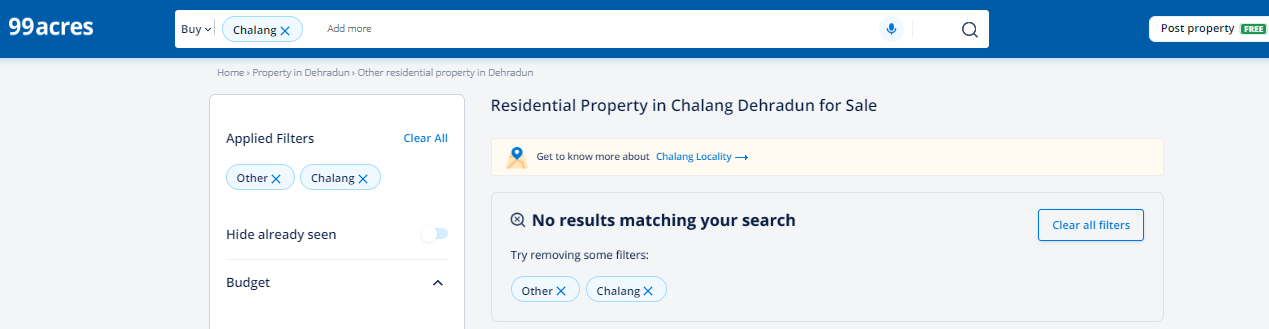 99acres
Buy Chalang Add more
Post property FREE
Home › Property in Dehradun › Other residential property in Dehradun
Applied Filters Clear All
Other Chalang
Hide already seen
Budget
Residential Property in Chalang Dehradun for Sale
Get to know more about Chalang Locality
No results matching your search
Clear all filters
Try removing some filters:
Other Chalang